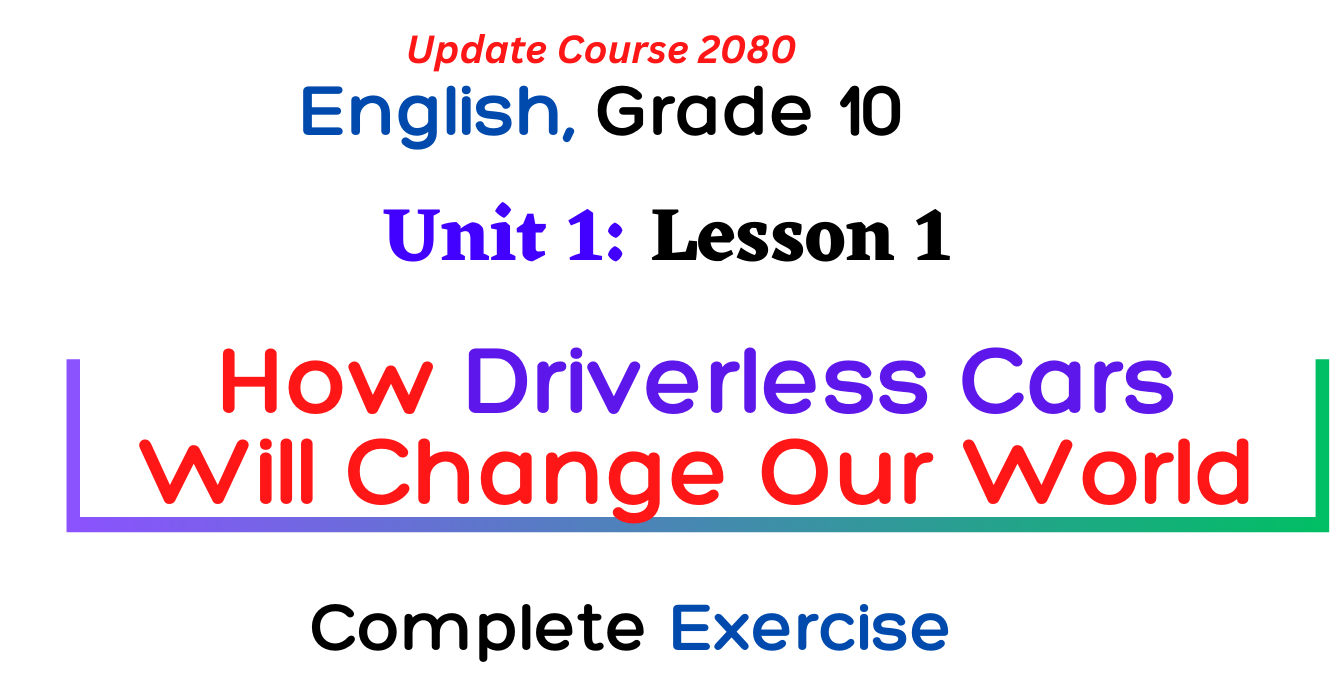 Update Course 2080
English, Grade 10
Unit 1: Lesson 1
How Driverless Cars
Will Change Our World
Complete Exercise